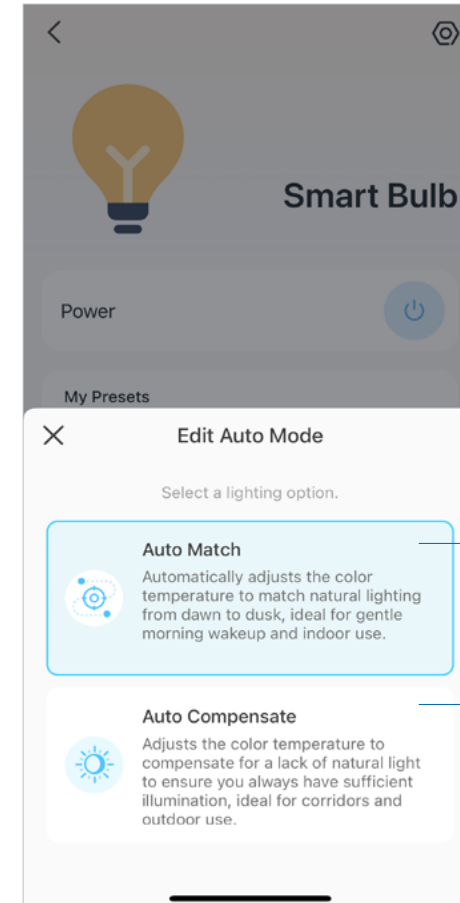 Smart Bulb
Power
My Presets
Edit Auto Mode
Select a lighting option.
Auto Match
Automatically adjusts the color
temperature to match natural lighting
from dawn to dusk, ideal for gentle
morning wakeup and indoor use.
Auto Compensate
Adjusts the color temperature to
compensate for a lack of natural light
to ensure you always have sufficient
illumination, ideal for corridors and
outdoor use.